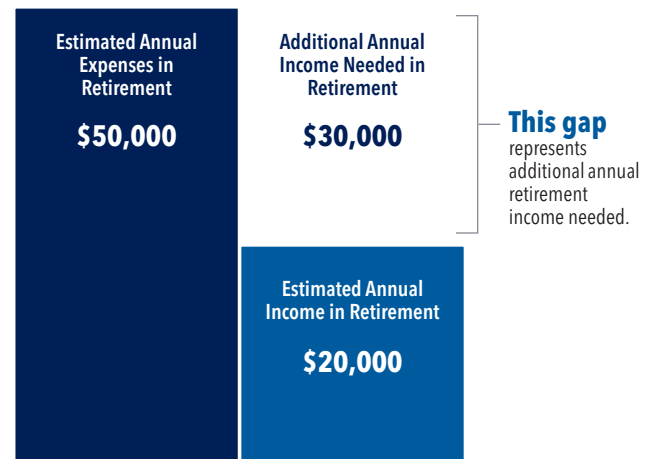 Estimated Annual
Expenses in
Retirement
$50,000
Additional Annual
Income Needed in
Retirement
$30,000
This gap
represents
additional annual
retirement
income needed.
Estimated Annual
Income in Retirement
$20,000